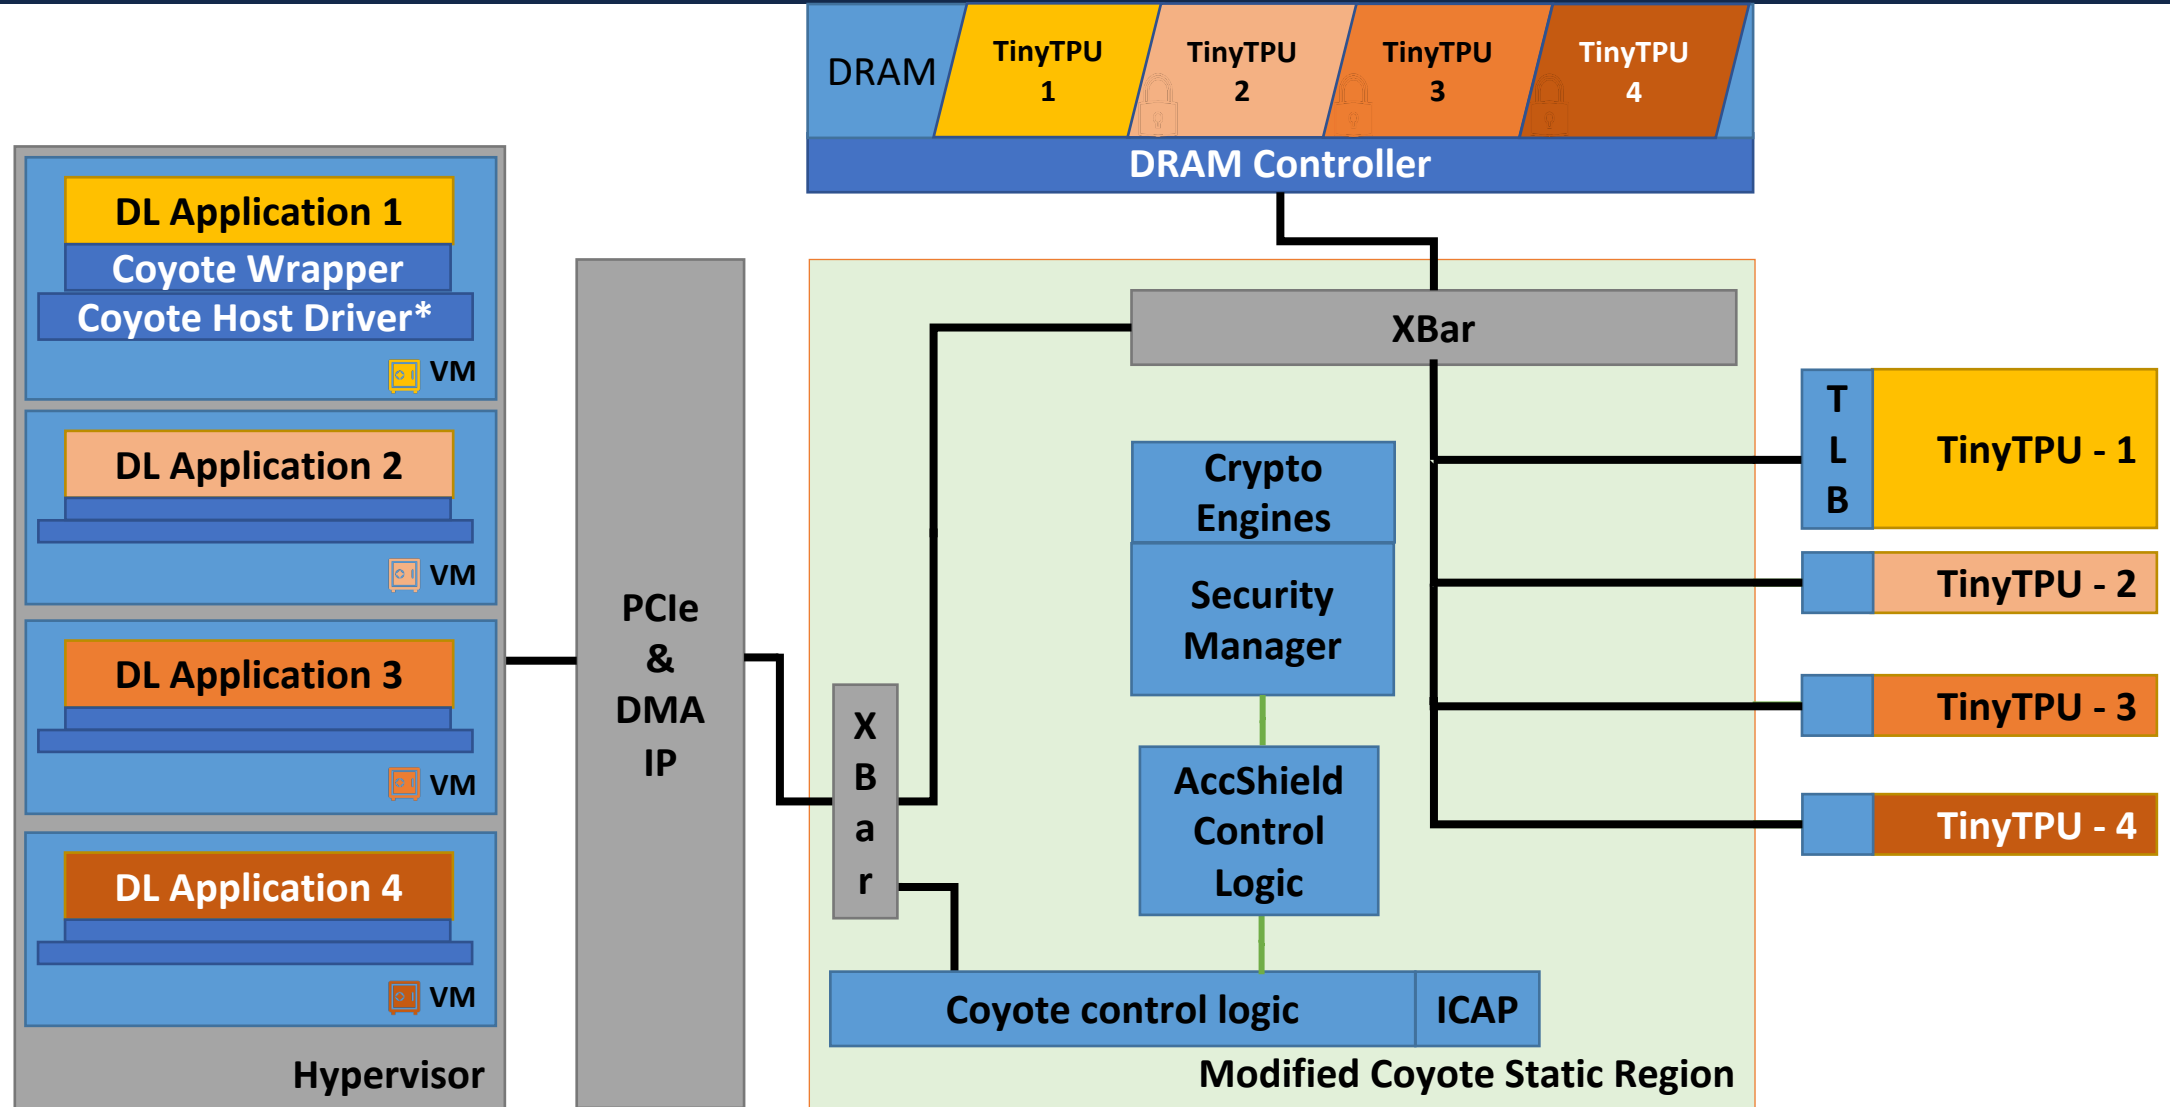 DRAM
TinyTPU
1
TinyTPU
2
TinyTPU
3
TinyTPU
4
DRAM Controller
DL Application 1
Coyote Wrapper
Coyote Host Driver*
VM
DL Application 2
VM
DL Application 3
VM
DL Application 4
VM
Hypervisor
PCIe
&
DMA
IP
X
B
a
r
XBar
Crypto
Engines
Security
Manager
AccShield
Control
Logic
Coyote control logic
ICAP
Modified Coyote Static Region
T
L
B
TinyTPU - 1
TinyTPU - 2
TinyTPU - 3
TinyTPU - 4